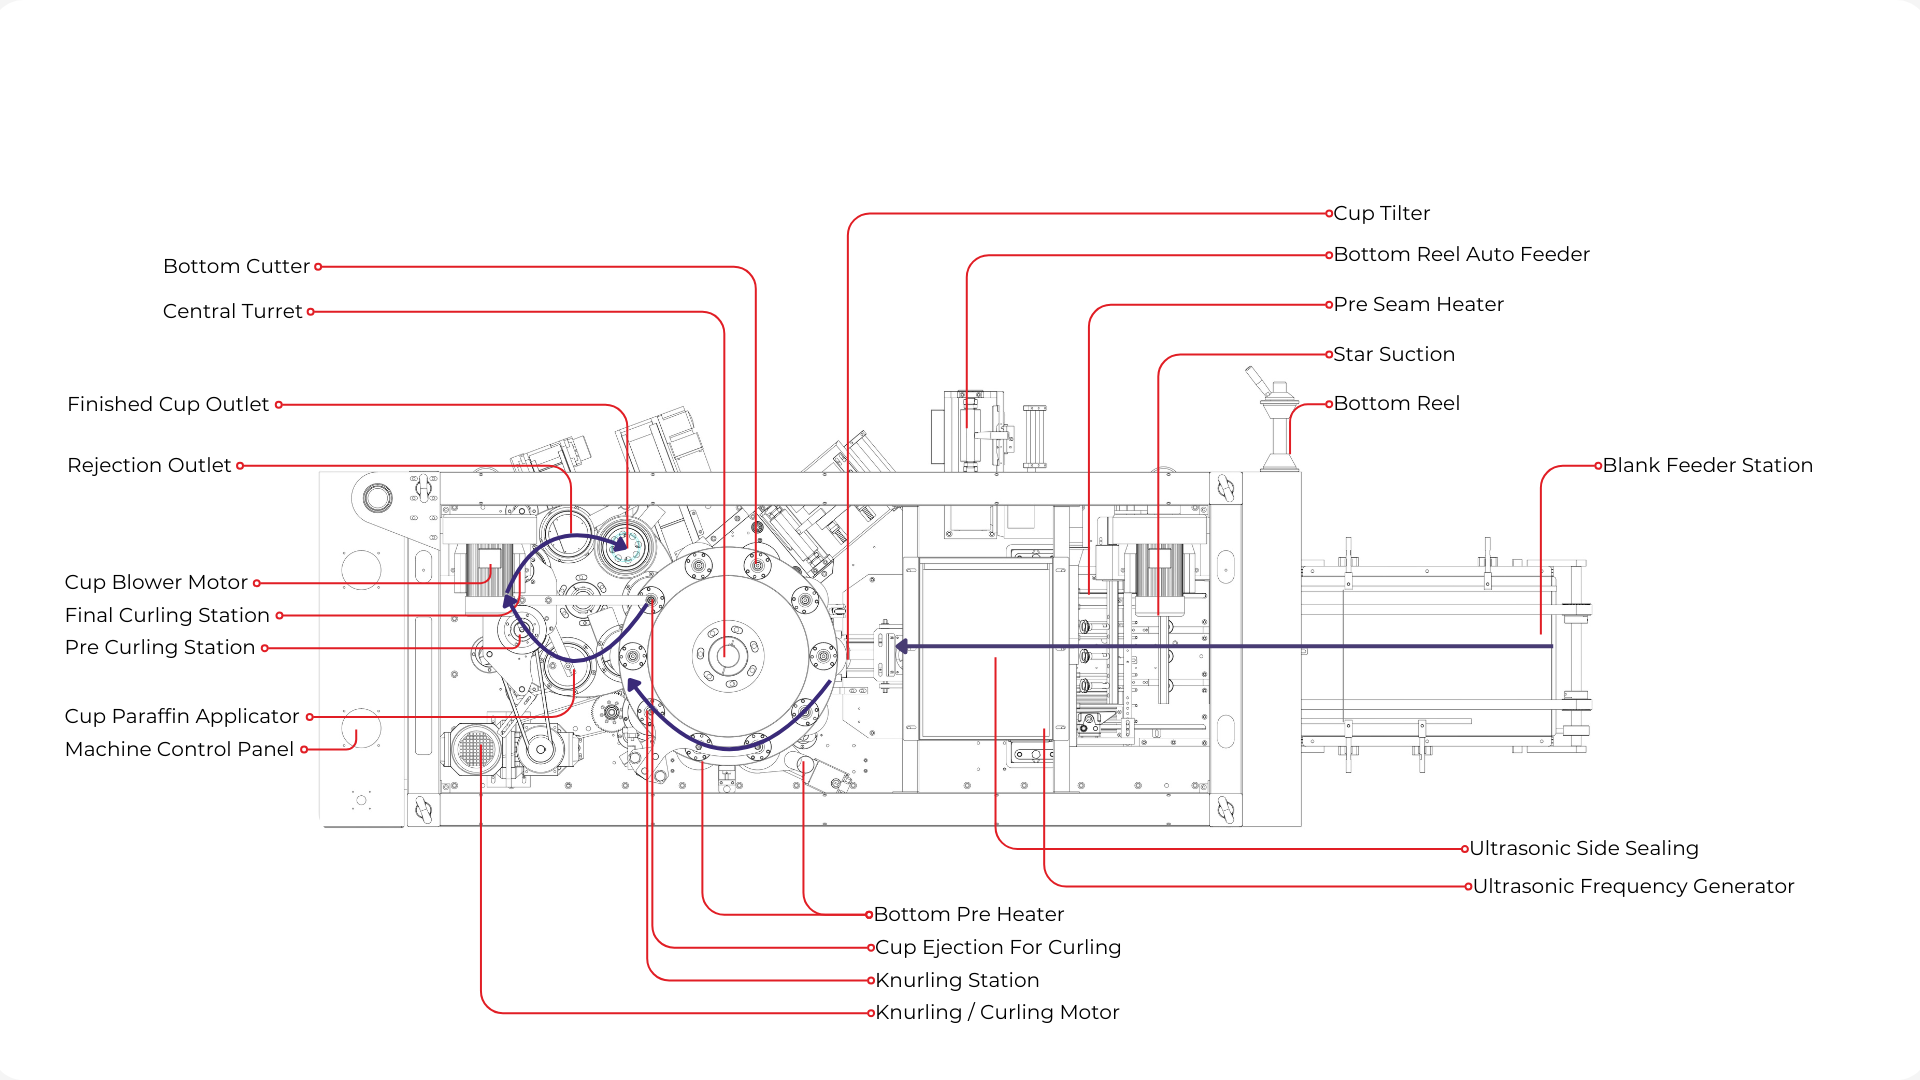 Cup Tilter
Bottom Reel Auto Feeder
Bottom Cutter
Pre Seam Heater
Central Turret
Star Suction
Finished Cup Outlet
Bottom Reel
Rejection Outlet
Blank Feeder Station
Cup Blower Motor
Final Curling Station
Pre Curling Station
Cup Paraffin Applicator
Machine Control Panel
Ultrasonic Side Sealing
Ultrasonic Frequency Generator
Bottom Pre Heater
Cup Ejection For Curling
Knurling Station
Knurling / Curling Motor